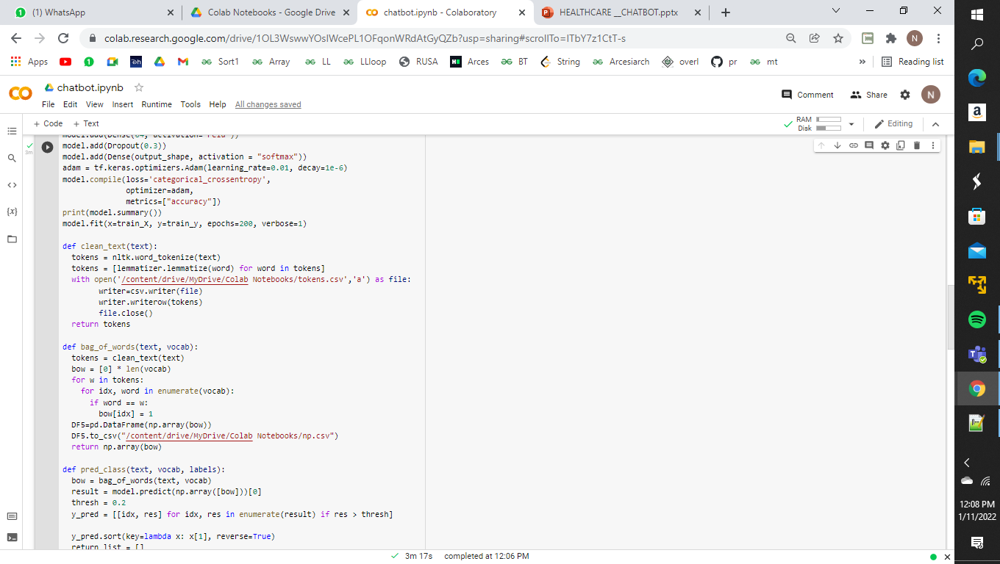 (1) WhatsApp
Colab Notebooks - Google Drive
chatbot.ipynb - Colaboratory
HEALTHCARE __CHATBOT.pptx
colab.research.google.com/drive/1OL3WswwYOslWcePL1OFqonWRdAtGyQZb?usp=sharing#scrollTo=lTbY7z1CtT-s
N
Apps
Sort1
Array
LL
LLloop
RUSA
Arces
BT
String
Arcesiarch
overl
pr
mt
Reading list
chatbot.ipynb
Comment
Share
N
File Edit View Insert Runtime Tools Help All changes saved
+ Code + Text
RAM
Disk
Editing
3m
model.add(Dense(64, activation="relu"))
model.add(Dropout(0.3))
model.add(Dense(output_shape, activation = "softmax"))
adam = tf.keras.optimizers.Adam(learning_rate=0.01, decay=1e-6)
model.compile(loss='categorical_crossentropy',
optimizer=adam,
metrics=["accuracy"])
print(model.summary())
model.fit(x=train_X, y=train_y, epochs=200, verbose=1)
def clean_text(text):
tokens = nltk.word_tokenize(text)
tokens = [lemmatizer.lemmatize(word) for word in tokens]
with open('/content/drive/MyDrive/Colab Notebooks/tokens.csv','a') as file:
writer=csv.writer(file)
writer.writerow(tokens)
file.close()
return tokens
def bag_of_words(text, vocab):
tokens = clean_text(text)
bow = [0] * len(vocab)
for w in tokens:
for idx, word in enumerate(vocab):
if word == w:
bow[idx] = 1
DF5=pd.DataFrame(np.array(bow))
DF5.to_csv("/content/drive/MyDrive/Colab Notebooks/np.csv")
return np.array(bow)
def pred_class(text, vocab, labels):
bow = bag_of_words(text, vocab)
result = model.predict(np.array([bow]))[0]
thresh = 0.2
y_pred = [[idx, res] for idx, res in enumerate(result) if res > thresh]
y_pred.sort(key=lambda x: x[1], reverse=True)
return_list = []
3m 17s completed at 12:06 PM
12:08 PM
1/11/2022